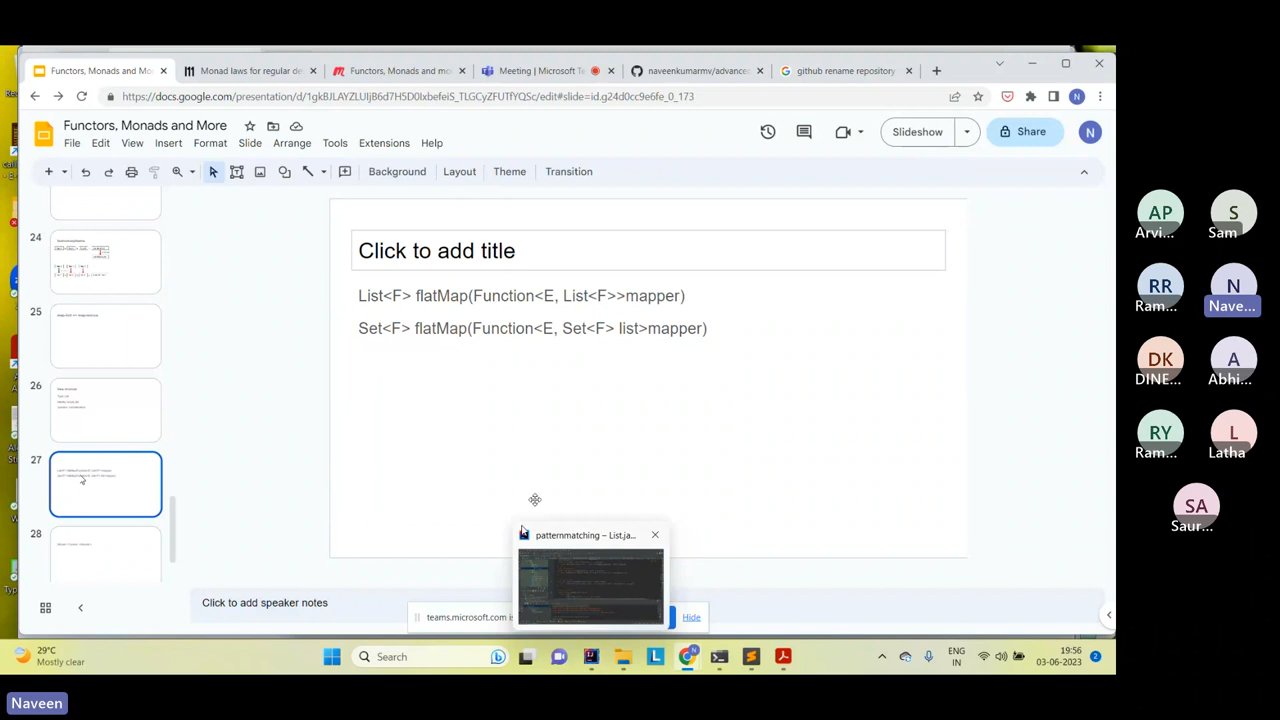 Functors, Monads and Mo
Monad laws for regular de
Functors, Monads and mo
Meeting | Microsoft Te
naveenkumarmv/advance
github rename repository
https://docs.google.com/presentation/d/1gkBJLAYZLUIjB6d7H5D0IxbefeiS_TLGCyZFUTfYQSc/edit#slide=id.g24d0cc9e6fe_0_173
Functors, Monads and More
File Edit View Insert Format Slide Arrange Tools Extensions Help
Slideshow
Share
N
Background Layout Theme Transition
24
25
26
27
28
Click to add title
List<F> flatMap(Function<E, List<F>>mapper)
Set<F> flatMap(Function<E, Set<F> list>mapper)
patternmatching – List.ja...
Click to add speaker notes
teams.microsoft.com is
Hide
29°C
Mostly clear
Search
ENG
IN
19:56
03-06-2023
2
Naveen
AP
Arvi...
S
Sam
RR
Ram...
N
Nave...
DK
DINE...
A
Abhi...
RY
Ram...
L
Latha
SA
Saur...